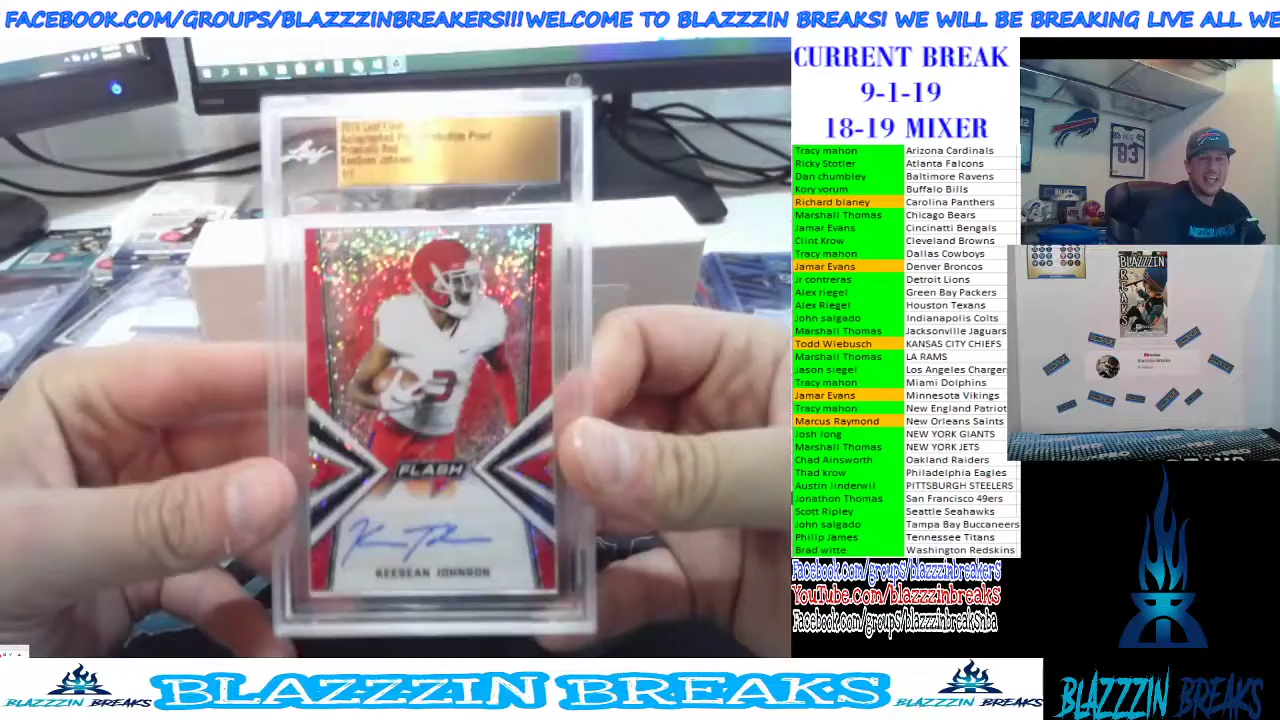 FACEBOOK.COM/GROUPS/BLAZZZINBREAKERS!!!WELCOME TO BLAZZZIN BREAKS! WE WILL BE BREAKING LIVE ALL WE
CURRENT BREAK
9-1-19
18-19 MIXER
Tracy mahon Arizona Cardinals
Ricky Stotler Atlanta Falcons
Dan chumbley Baltimore Ravens
Kory vorum Buffalo Bills
Richard blaney Carolina Panthers
Marshall Thomas Chicago Bears
Jamar Evans Cincinatti Bengals
Clint Krow Cleveland Browns
Tracy mahon Dallas Cowboys
Jamar Evans Denver Broncos
Jr contreras Detroit Lions
Alex riegel Green Bay Packers
Alex Riegel Houston Texans
John salgado Indianapolis Colts
Marshall Thomas Jacksonville Jaguars
Todd Wiebusch KANSAS CITY CHIEFS
Marshall Thomas LA RAMS
Jason siegel Los Angeles Charger
Tracy mahon Miami Dolphins
Jamar Evans Minnesota Vikings
Tracy mahon New England Patriot
Marcus Raymond New Orleans Saints
Josh long NEW YORK GIANTS
Marshall Thomas NEW YORK JETS
Chad Ainsworth Oakland Raiders
Thad krow Philadelphia Eagles
Austin linderwil PITTSBURGH STEELERS
Jonathon Thomas San Francisco 49ers
Scott Ripley Seattle Seahawks
John salgado Tampa Bay Buccaneers
Philip James Tennessee Titans
Brad witte Washington Redskins
Facebook.com/groups/blazzzinbreakers
YouTube.com/blazzzinbreaks
Facebook.com/groups/blazzzinbreaksnba
Leaf
KeeSean Johnson
1/1
3
FLASH
KEESEAN JOHNSON
83
BLAZZZIN
BREAKS
BLAZZZIN BREAKS
BLAZZZIN BREAKS
BLAZZZIN BREAKS
BLAZZZIN BREAKS